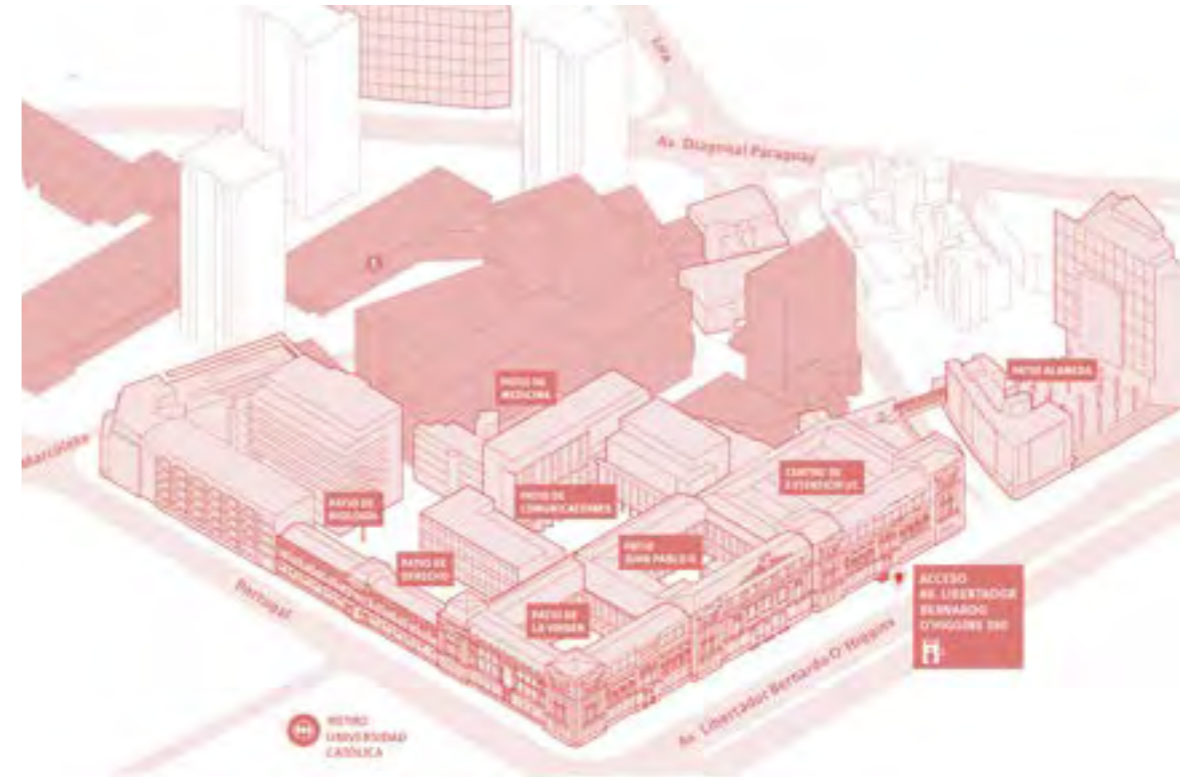 Lira
Av. Diagonal Paraguay
PATIO DE
MEDICINA
PATIO ALAMEDA
Marcoleta
CENTRO DE
EXTENSIÓN UC
PATIO DE
COMUNICACIONES
PATIO DE
BIOLOGÍA
PATIO
JUAN PABLO II
PATIO DE
DERECHO
Portugal
PATIO DE
LA VIRGEN
ACCESO
AV. LIBERTADOR
BERNARDO
O'HIGGINS
Av. Libertador Bernardo O'Higgins
METRO
UNIVERSIDAD
CATÓLICA